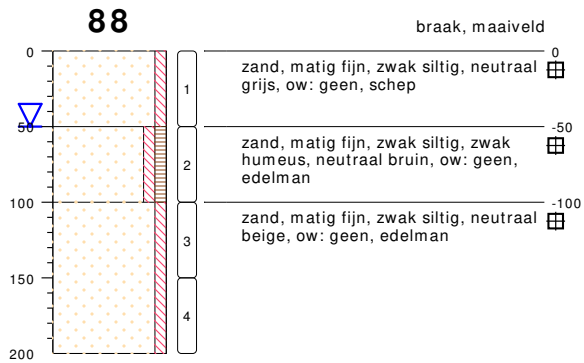 88
braak, maaiveld
0
50
100
150
200
1
2
3
4
0
zand, matig fijn, zwak siltig, neutraal
grijs, ow: geen, schep
-50
zand, matig fijn, zwak siltig, zwak
humeus, neutraal bruin, ow: geen,
edelman
-100
zand, matig fijn, zwak siltig, neutraal
beige, ow: geen, edelman